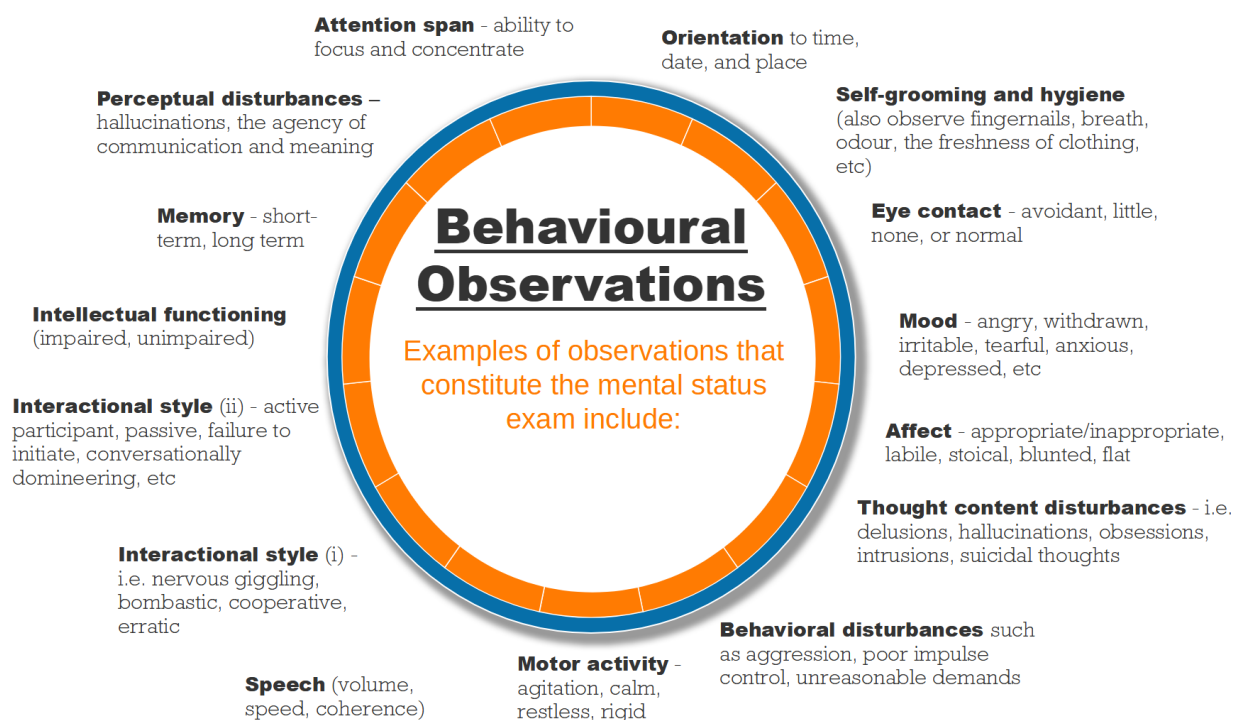 Behavioural
Observations
Examples of observations that
constitute the mental status
exam include:
Orientation to time,
date, and place
Self-grooming and hygiene
(also observe fingernails, breath,
odour, the freshness of clothing,
etc)
Eye contact - avoidant, little,
none, or normal
Mood - angry, withdrawn,
irritable, tearful, anxious,
depressed, etc
Affect - appropriate/inappropriate,
labile, stoical, blunted, flat
Thought content disturbances - i.e.
delusions, hallucinations, obsessions,
intrusions, suicidal thoughts
Behavioral disturbances such
as aggression, poor impulse
control, unreasonable demands
Motor activity -
agitation, calm,
restless, rigid
Speech (volume,
speed, coherence)
Interactional style (i) -
i.e. nervous giggling,
bombastic, cooperative,
erratic
Interactional style (ii) - active
participant, passive, failure to
initiate, conversationally
domineering, etc
Intellectual functioning
(impaired, unimpaired)
Memory - short-
term, long term
Perceptual disturbances –
hallucinations, the agency of
communication and meaning
Attention span - ability to
focus and concentrate